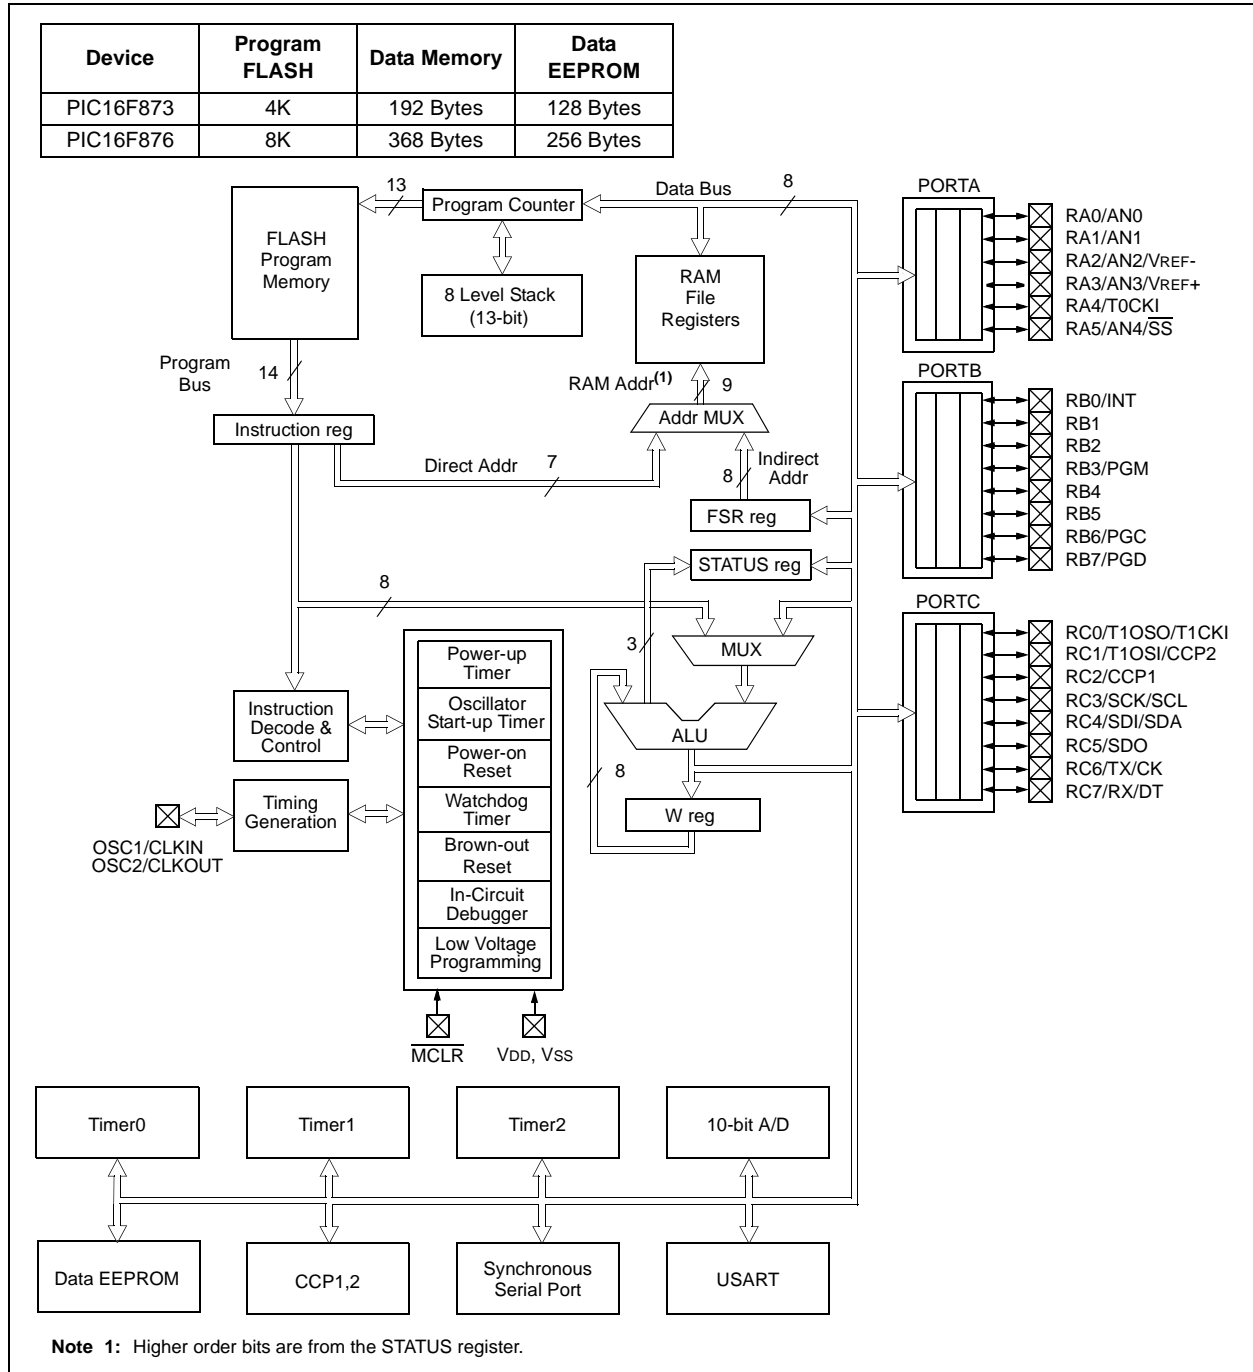 Device Program FLASH Data Memory Data EEPROM
PIC16F873 4K 192 Bytes 128 Bytes
PIC16F876 8K 368 Bytes 256 Bytes
13
Program Counter
Data Bus
8
FLASH
Program
Memory
8 Level Stack
(13-bit)
RAM
File
Registers
Program
Bus
14
RAM Addr(1)
9
Addr MUX
Instruction reg
Direct Addr
7
8
Indirect
Addr
FSR reg
STATUS reg
8
3
MUX
ALU
8
W reg
Power-up
Timer
Oscillator
Start-up Timer
Power-on
Reset
Watchdog
Timer
Brown-out
Reset
In-Circuit
Debugger
Low Voltage
Programming
Instruction
Decode &
Control
Timing
Generation
OSC1/CLKIN
OSC2/CLKOUT
MCLR
VDD, VSS
PORTA
RA0/AN0
RA1/AN1
RA2/AN2/VREF-
RA3/AN3/VREF+
RA4/T0CKI
RA5/AN4/SS
PORTB
RB0/INT
RB1
RB2
RB3/PGM
RB4
RB5
RB6/PGC
RB7/PGD
PORTC
RC0/T1OSO/T1CKI
RC1/T1OSI/CCP2
RC2/CCP1
RC3/SCK/SCL
RC4/SDI/SDA
RC5/SDO
RC6/TX/CK
RC7/RX/DT
Timer0
Timer1
Timer2
10-bit A/D
Data EEPROM
CCP1,2
Synchronous
Serial Port
USART
Note 1: Higher order bits are from the STATUS register.